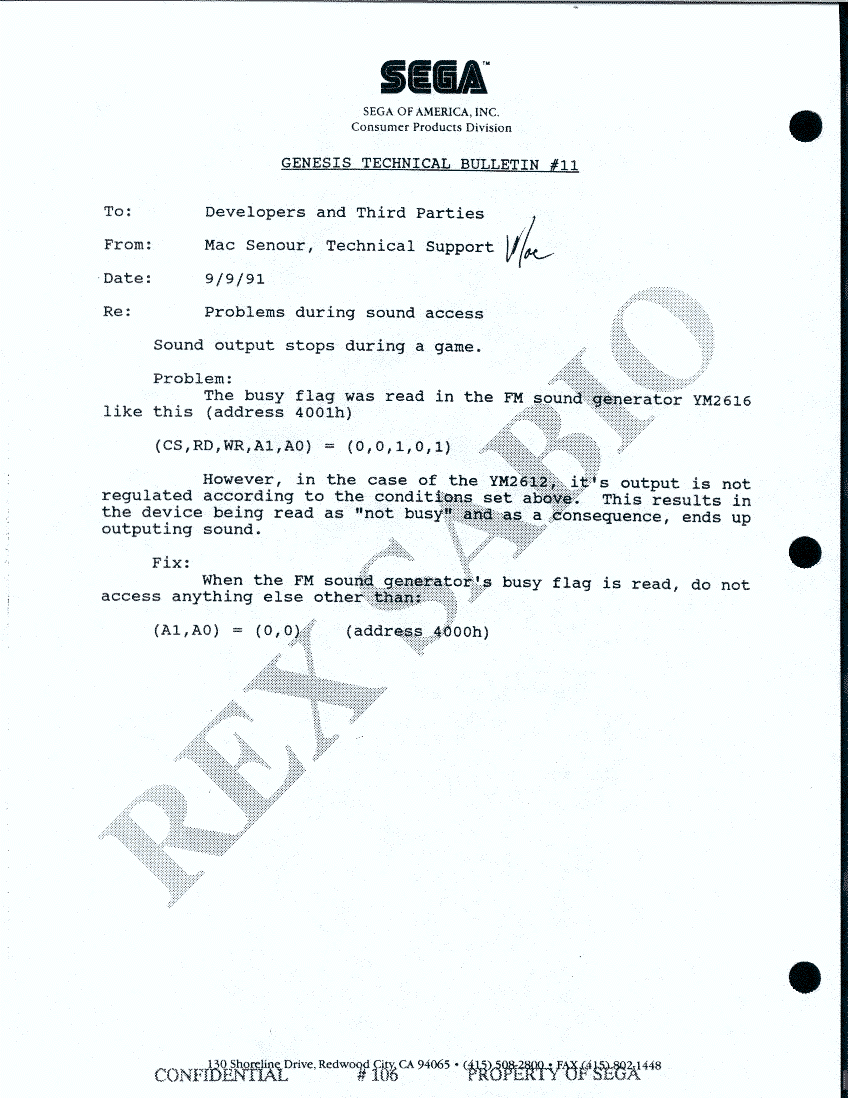 SEGA™
SEGA OF AMERICA, INC.
Consumer Products Division
GENESIS TECHNICAL BULLETIN #11
To: Developers and Third Parties
From: Mac Senour, Technical Support Mac
Date: 9/9/91
Re: Problems during sound access
Sound output stops during a game.
Problem:
The busy flag was read in the FM sound generator YM2616
like this (address 4001h)
(CS,RD,WR,A1,A0) = (0,0,1,0,1)
However, in the case of the YM2612, it's output is not
regulated according to the conditions set above. This results in
the device being read as "not busy" and as a consequence, ends up
outputing sound.
Fix:
When the FM sound generator's busy flag is read, do not
access anything else other than:
(A1,A0) = (0,0) (address 4000h)
REX SABIO
130 Shoreline Drive, Redwood City, CA 94065 • (415) 508-2800 • FAX (415) 802-1448
CONFIDENTIAL #106 PROPERTY OF SEGA